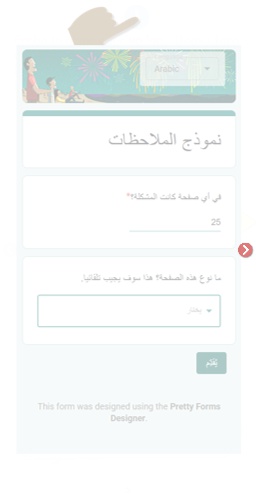 Arabic
نموذج الملاحظات
في أي صفحة كانت المشكلة؟*
25
ما نوع هذه الصفحة؟ هذا سوف يجيب تلقائيا.
يختار
يُقدِّم
This form was designed using the Pretty Forms
Designer.